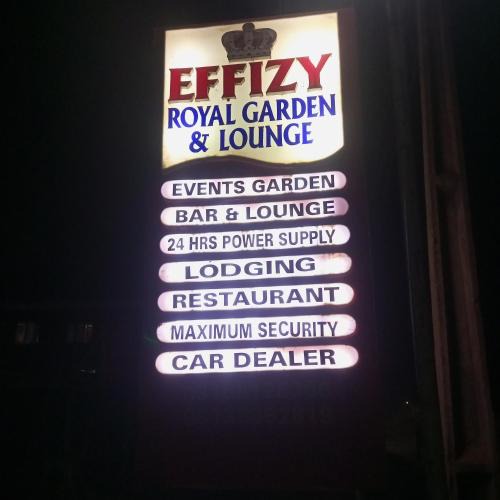 EFFIZY
ROYAL GARDEN
& LOUNGE
EVENTS GARDEN
BAR & LOUNGE
24 HRS POWER SUPPLY
LODGING
RESTAURANT
MAXIMUM SECURITY
CAR DEALER